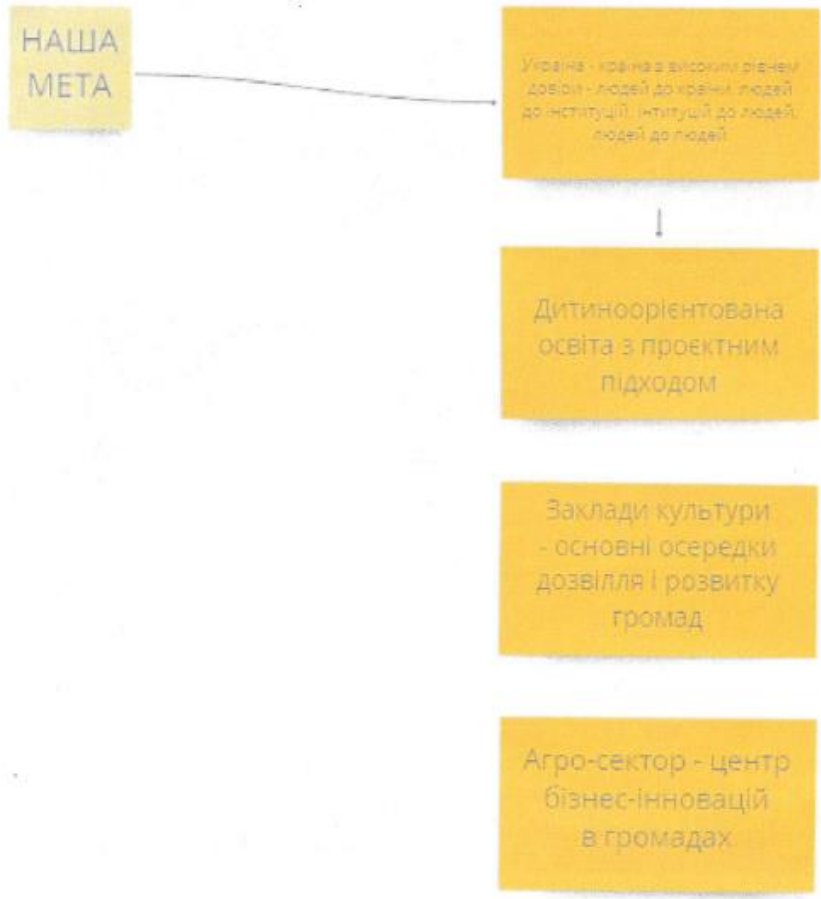 НАША
МЕТА
Україна - країна з високим рівнем
довіри - людей до країни, людей
до інституцій, інтитуцій до людей,
людей до людей
Дитиноорієнтована
освіта з проєктним
підходом
Заклади культури
- основні осередки
дозвілля і розвитку
громад
Агро-сектор - центр
бізнес-інновацій
в громадах